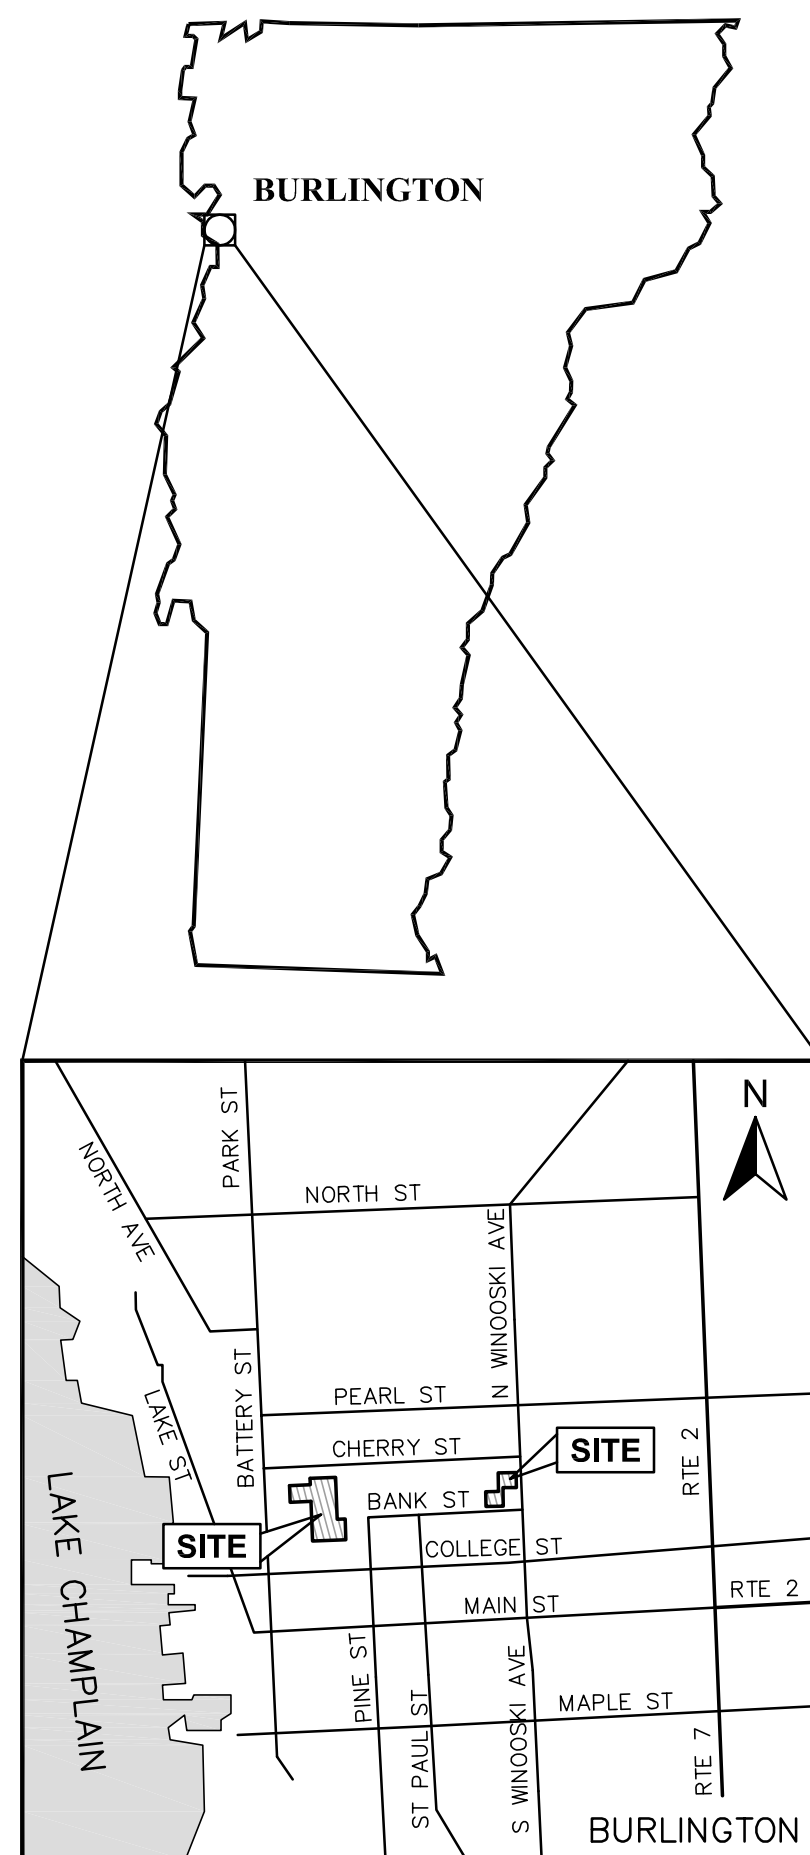 BURLINGTON
N
PARK ST
NORTH AVE
NORTH ST
N WINOOSKI AVE
BATTERY ST
PEARL ST
LAKE ST
CHERRY ST
SITE
RTE 2
LAKE CHAMPLAIN
BANK ST
SITE
COLLEGE ST
RTE 2
MAIN ST
PINE ST
ST PAUL ST
S WINOOSKI AVE
MAPLE ST
RTE 7
BURLINGTON